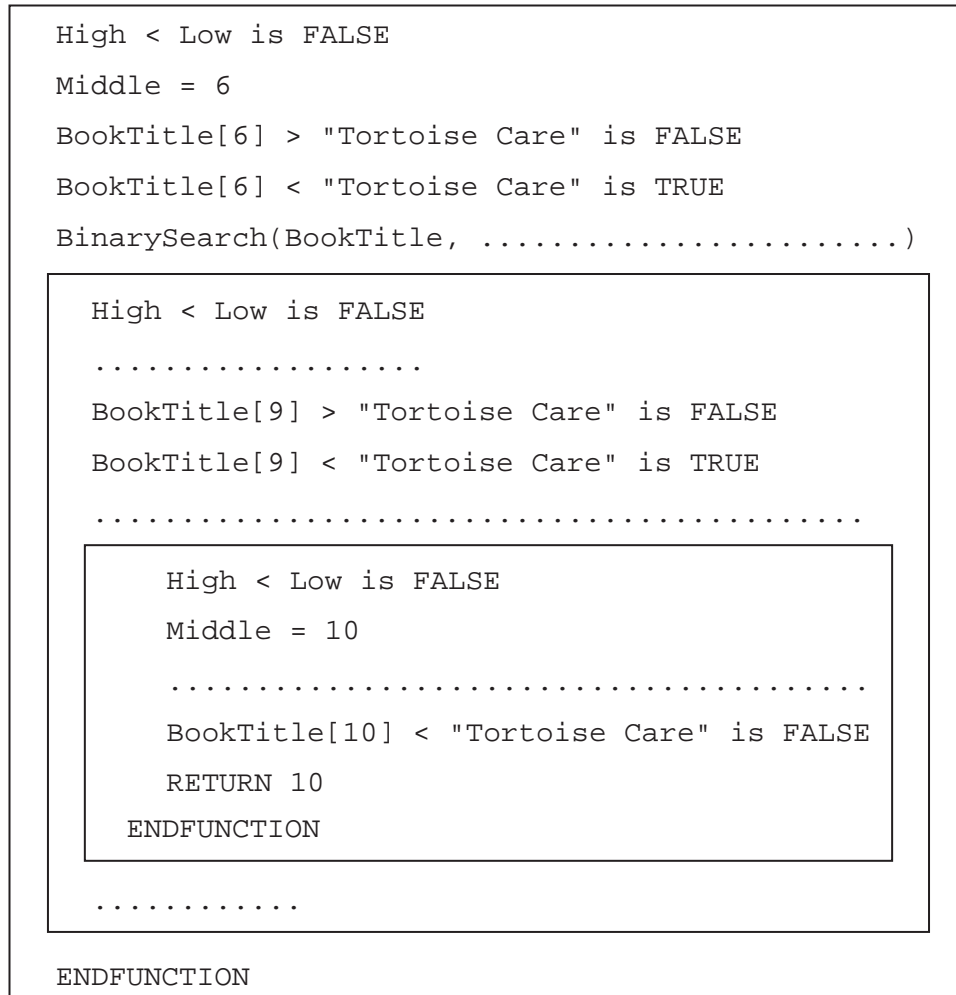 High < Low is FALSE
Middle = 6
BookTitle[6] > "Tortoise Care" is FALSE
BookTitle[6] < "Tortoise Care" is TRUE
BinarySearch(BookTitle, .........................)
High < Low is FALSE
...................
BookTitle[9] > "Tortoise Care" is FALSE
BookTitle[9] < "Tortoise Care" is TRUE
............................................
High < Low is FALSE
Middle = 10
........................................
BookTitle[10] < "Tortoise Care" is FALSE
RETURN 10
ENDFUNCTION
............
ENDFUNCTION